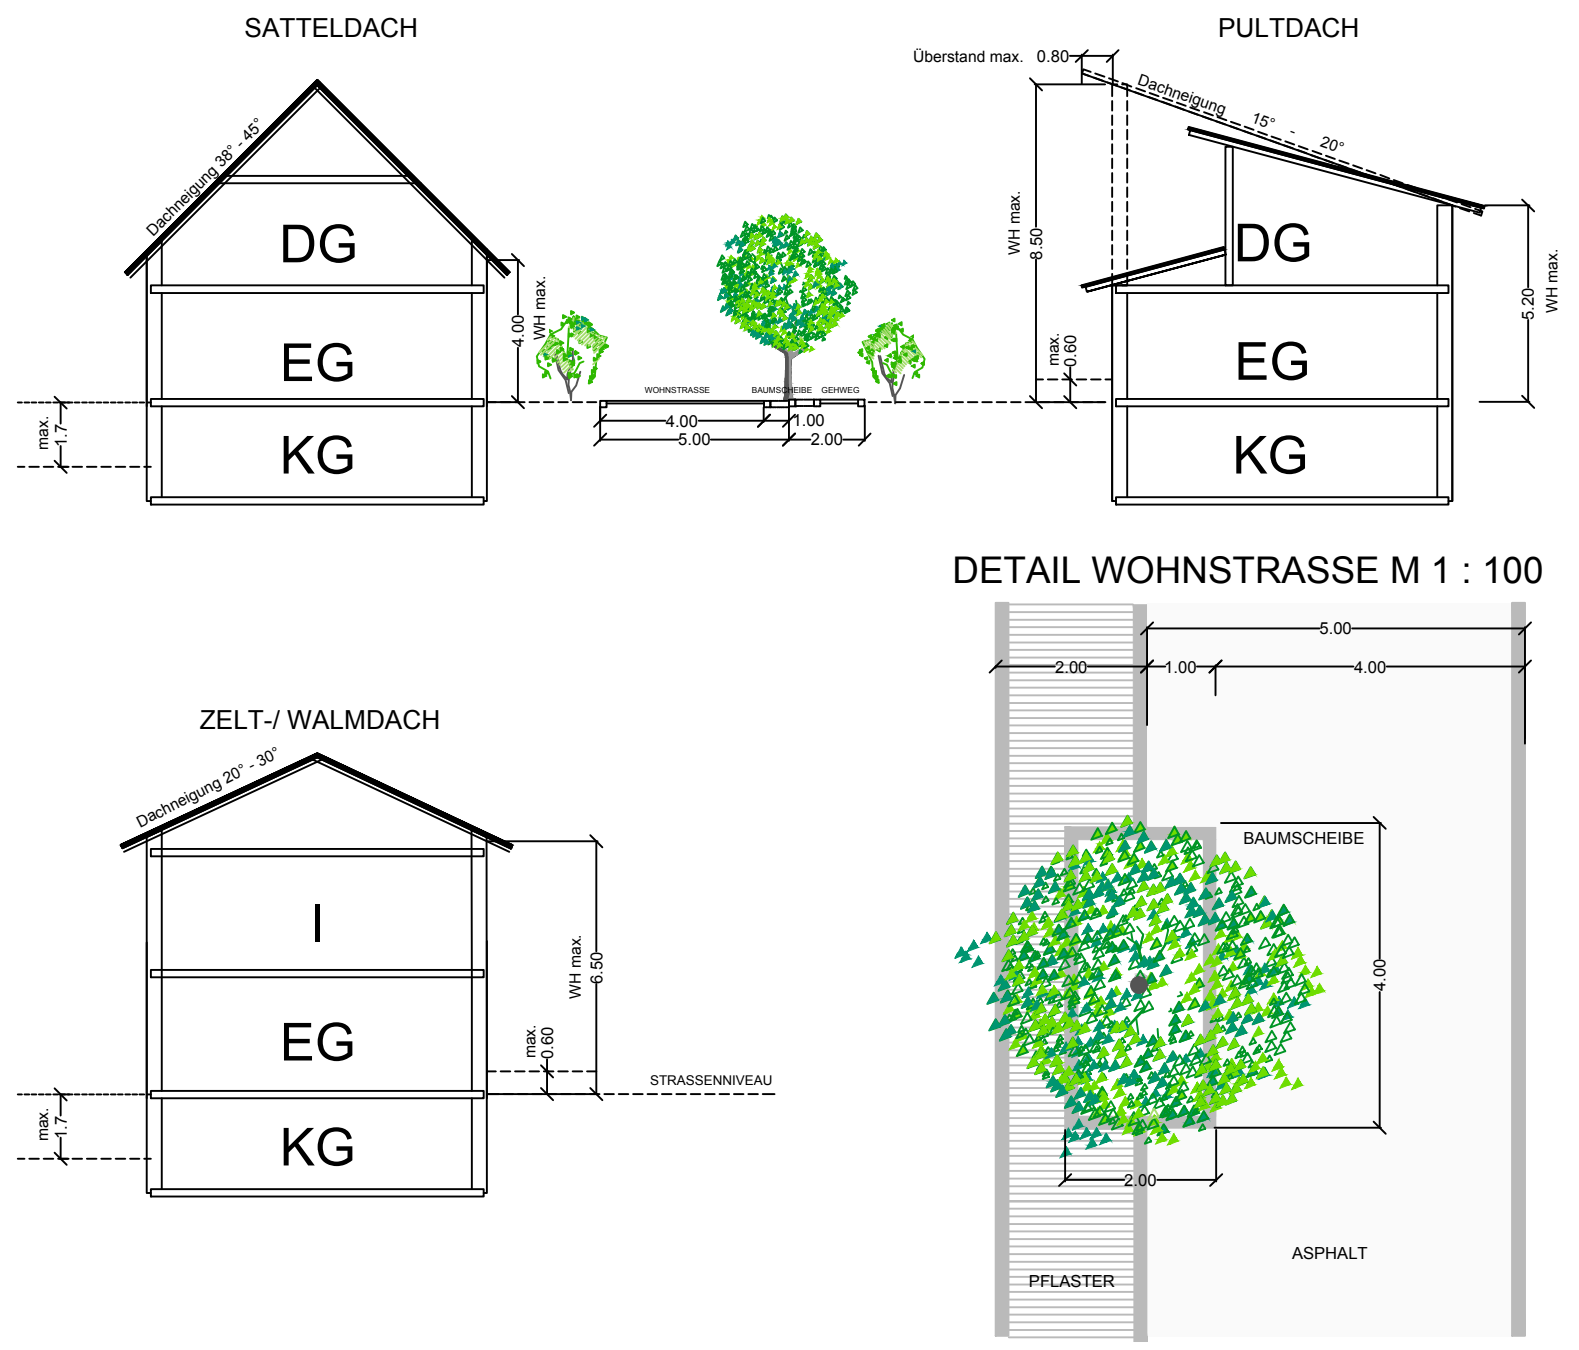 SATTELDACH
Dachneigung 38° - 45°
DG
EG
KG
max.
1.7
4.00
WH max.
WOHNSTRASSE
BAUMSCHEIBE
GEHWEG
4.00
1.00
5.00
2.00
PULTDACH
Überstand max. 0.80
Dachneigung 15° - 20°
WH max.
8.50
max.
0.60
DG
EG
KG
5.20
WH max.
ZELT-/ WALMDACH
Dachneigung 20° - 30°
I
EG
KG
max.
1.7
WH max.
6.50
max.
0.60
STRASSENNIVEAU
DETAIL WOHNSTRASSE M 1 : 100
5.00
2.00
1.00
4.00
BAUMSCHEIBE
4.00
2.00
ASPHALT
PFLASTER